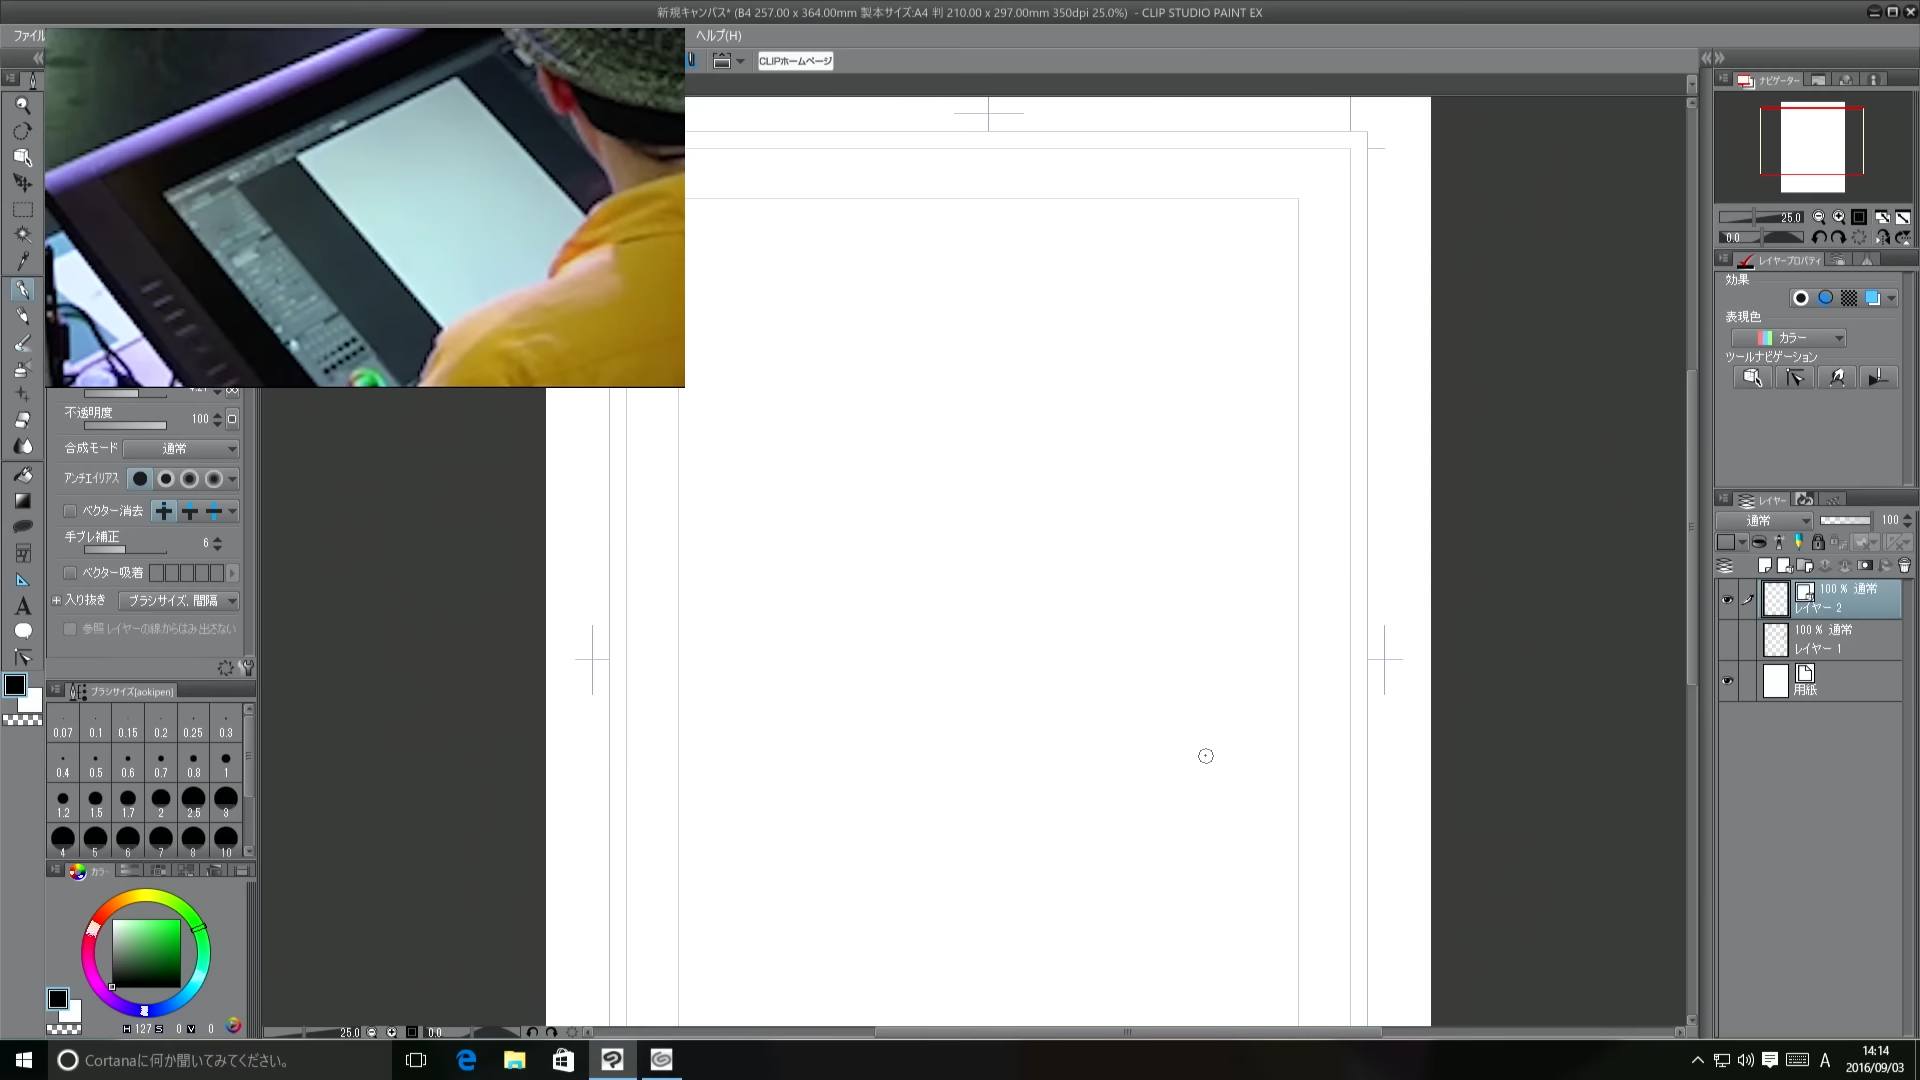 新規キャンバス* (B4 257.00 x 364.00mm 製本サイズ:A4 判 210.00 x 297.00mm 350dpi 25.0%) - CLIP STUDIO PAINT EX
ファイル
ヘルプ(H)
CLIPホームページ
ナビゲーター
25.0
0.0
レイヤープロパティ
効果
表現色
カラー
ツールナビゲーション
不透明度 100
合成モード 通常
アンチエイリアス
ベクター消去
手ブレ補正 6
ベクター吸着
入り抜き ブラシサイズ, 間隔
参照レイヤーの線からはみ出さない
レイヤー
通常 100
100 % 通常
レイヤー 2
100 % 通常
レイヤー 1
用紙
ブラシサイズ[aokipen]
0.07 0.1 0.15 0.2 0.25 0.3
0.4 0.5 0.6 0.7 0.8 1
1.2 1.5 1.7 2 2.5 3
4 5 6 7 8 10
カラー
H 127 S 0 V 0
25.0 0.0
Cortanaに何か聞いてみてください。
A
14:14
2016/09/03